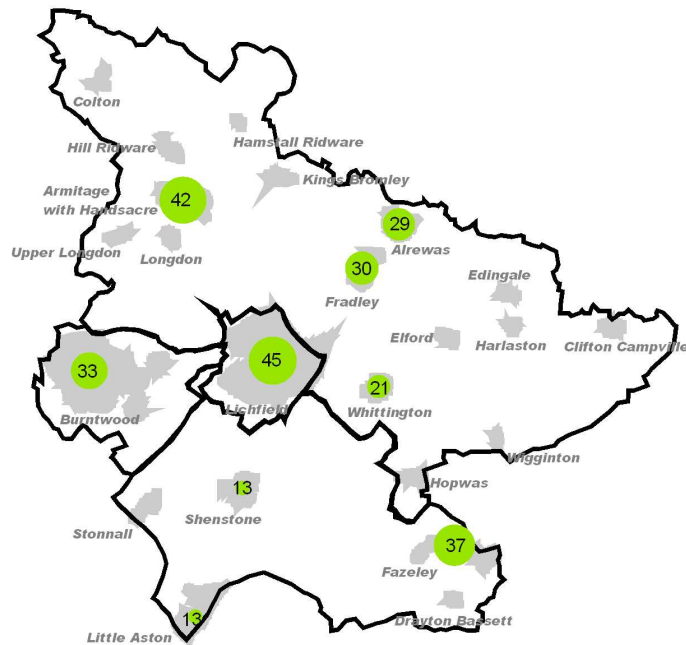 Colton
Hamstall Ridware
Hill Ridware
Kings Bromley
Armitage
with Handsacre
42
29
Alrewas
Upper Longdon
Longdon
30
Fradley
Edingale
Elford
Harlaston
Clifton Campville
33
45
21
Burntwood
Lichfield
Whittington
Wigginton
Hopwas
13
Shenstone
Stonnall
37
Fazeley
Drayton Bassett
13
Little Aston